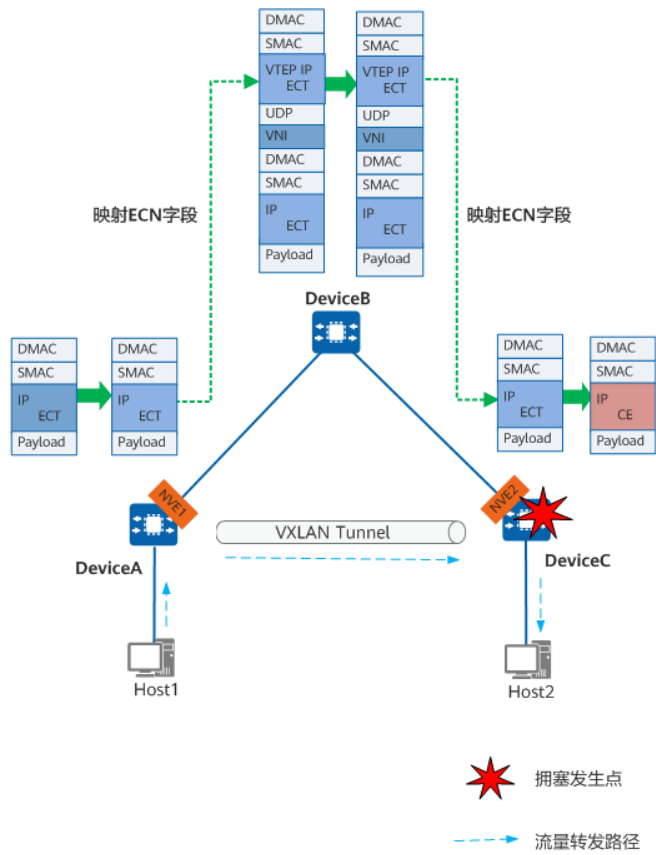 DMAC
SMAC
VTEP IP
ECT
UDP
VNI
DMAC
SMAC
IP
ECT
Payload
DMAC
SMAC
VTEP IP
ECT
UDP
VNI
DMAC
SMAC
IP
ECT
Payload
映射ECN字段
映射ECN字段
DeviceB
DMAC
SMAC
IP
ECT
Payload
DMAC
SMAC
IP
ECT
Payload
DMAC
SMAC
IP
ECT
Payload
DMAC
SMAC
IP
CE
Payload
NVE1
NVE2
VXLAN Tunnel
DeviceA
DeviceC
Host1
Host2
拥塞发生点
流量转发路径